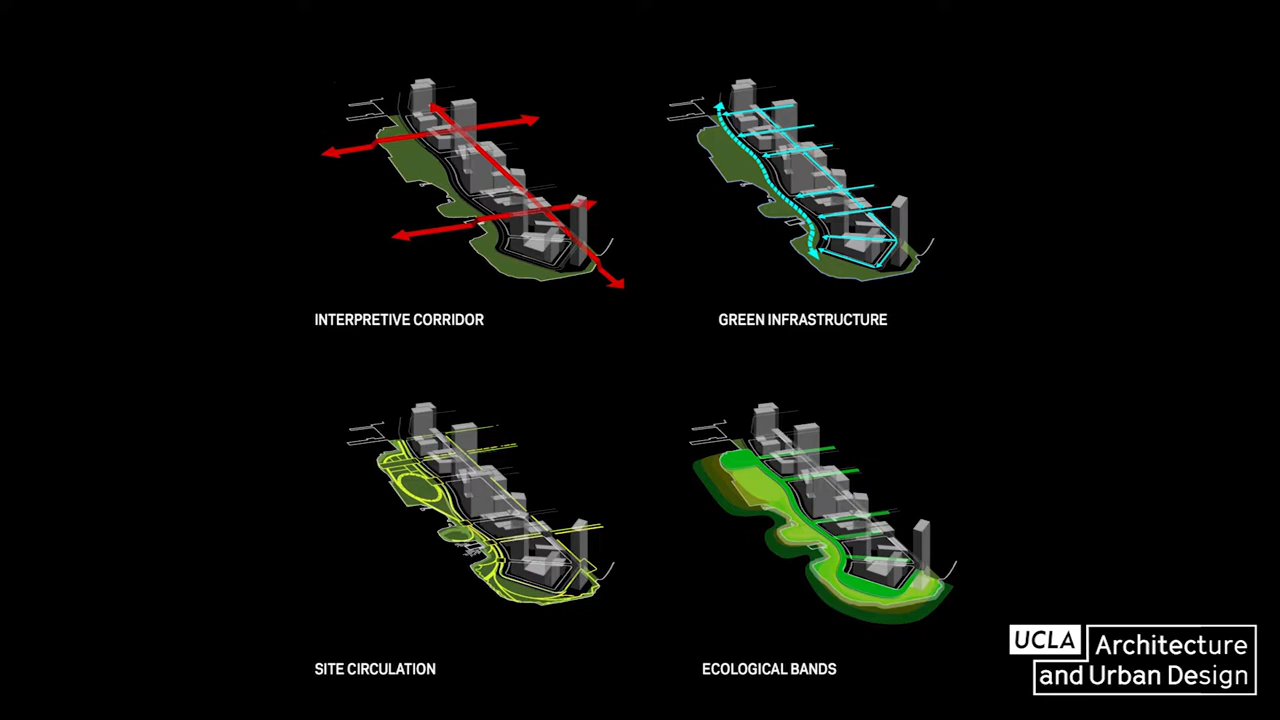 INTERPRETIVE CORRIDOR
GREEN INFRASTRUCTURE
SITE CIRCULATION
ECOLOGICAL BANDS
UCLA Architecture
and Urban Design